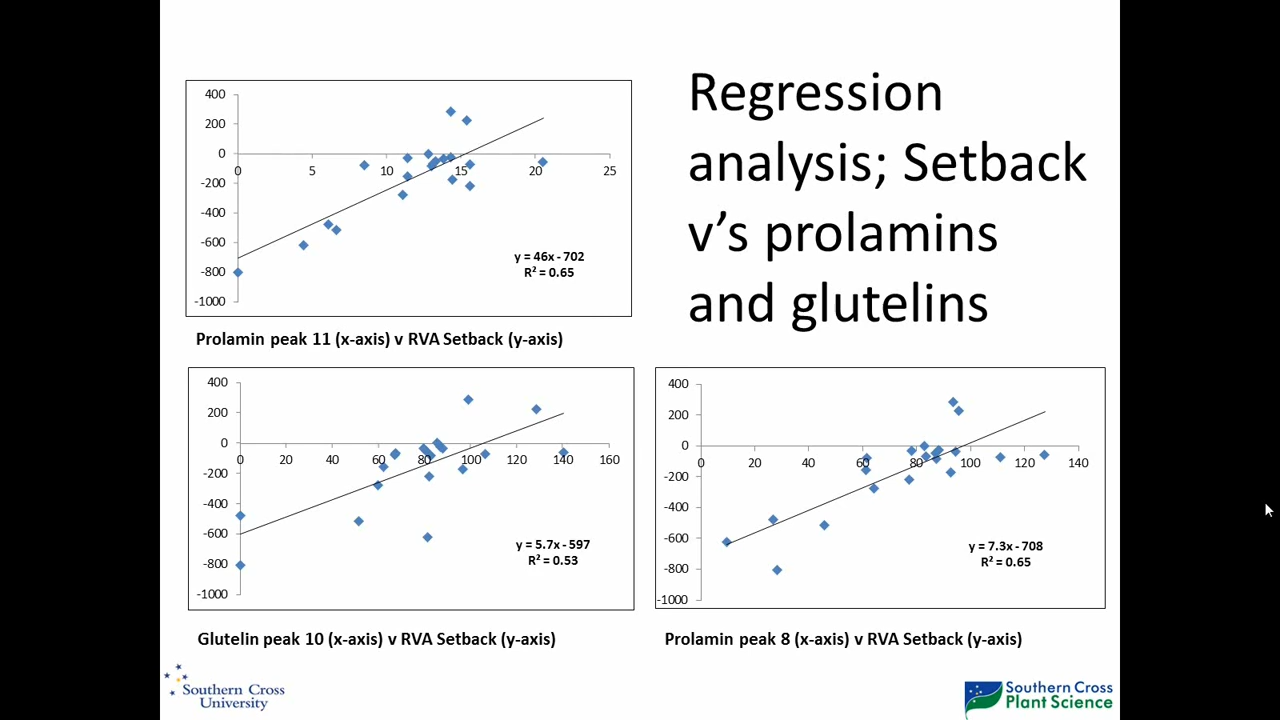 Regression
analysis; Setback
v's prolamins
and glutelins
400
200
0
-200
-400
-600
-800
-1000
0 5 10 15 20 25
y = 46x - 702
R² = 0.65
Prolamin peak 11 (x-axis) v RVA Setback (y-axis)
400
200
0
-200
-400
-600
-800
-1000
0 20 40 60 80 100 120 140 160
y = 5.7x - 597
R² = 0.53
Glutelin peak 10 (x-axis) v RVA Setback (y-axis)
400
200
0
-200
-400
-600
-800
-1000
0 20 40 60 80 100 120 140
y = 7.3x - 708
R² = 0.65
Prolamin peak 8 (x-axis) v RVA Setback (y-axis)
Southern Cross
University
Southern Cross
Plant Science